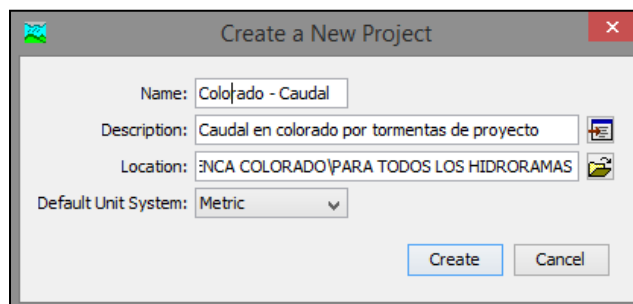 Create a New Project
Name: Colorado - Caudal
Description: Caudal en colorado por tormentas de proyecto
Location: ENCA COLORADO\PARA TODOS LOS HIDRORAMAS
Default Unit System: Metric
Create Cancel